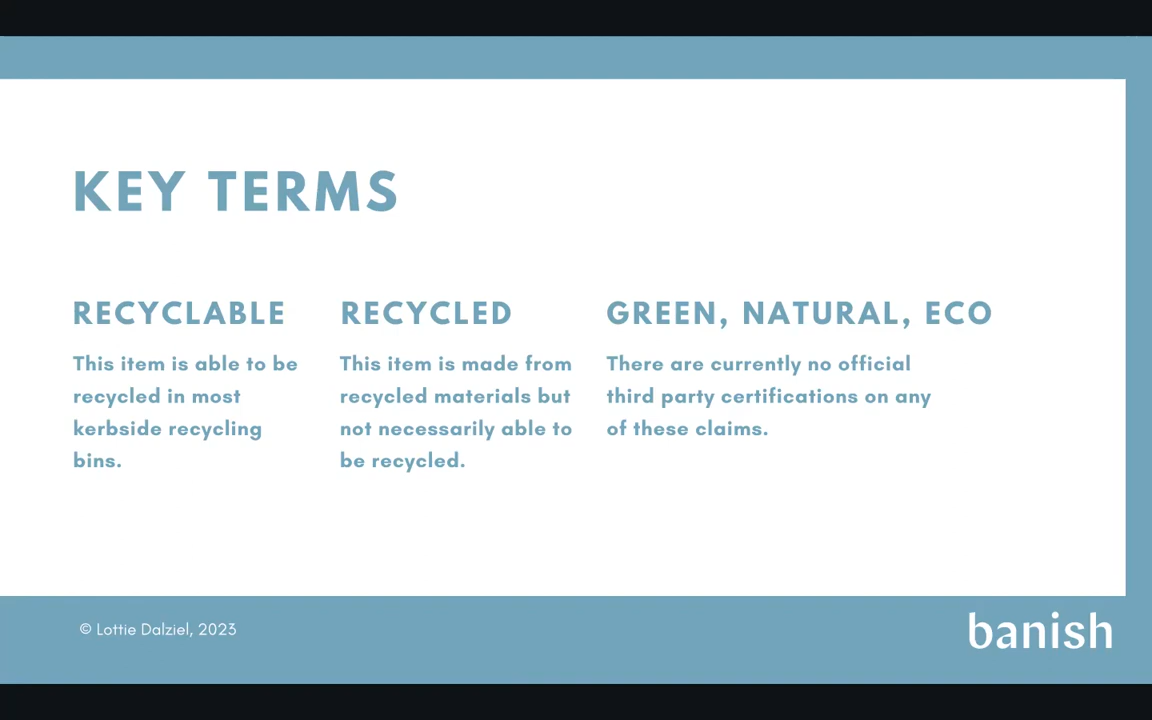 KEY TERMS
RECYCLABLE
This item is able to be
recycled in most
kerbside recycling
bins.
RECYCLED
This item is made from
recycled materials but
not necessarily able to
be recycled.
GREEN, NATURAL, ECO
There are currently no official
third party certifications on any
of these claims.
© Lottie Dalziel, 2023
banish